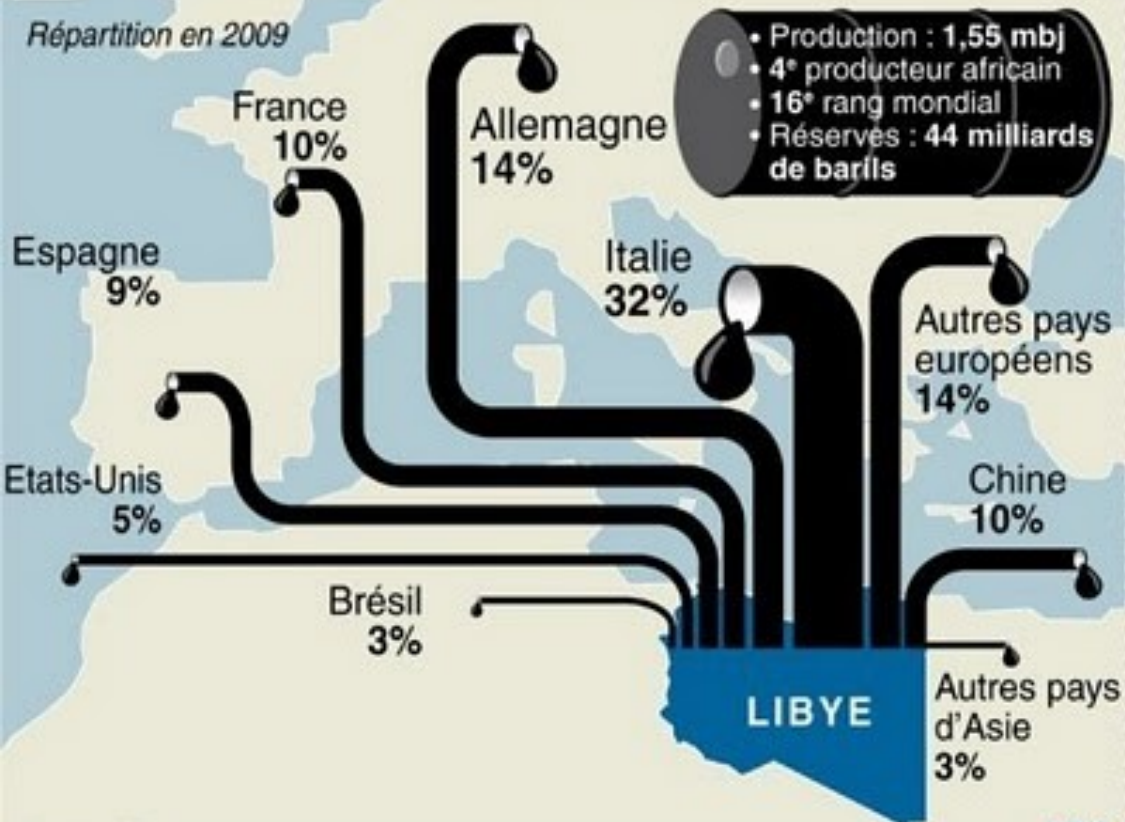 Répartition en 2009
• Production : 1,55 mbj
• 4e producteur africain
• 16e rang mondial
• Réserves : 44 milliards
de barils
France
10%
Allemagne
14%
Espagne
9%
Italie
32%
Autres pays
européens
14%
Etats-Unis
5%
Chine
10%
Brésil
3%
LIBYE
Autres pays
d'Asie
3%